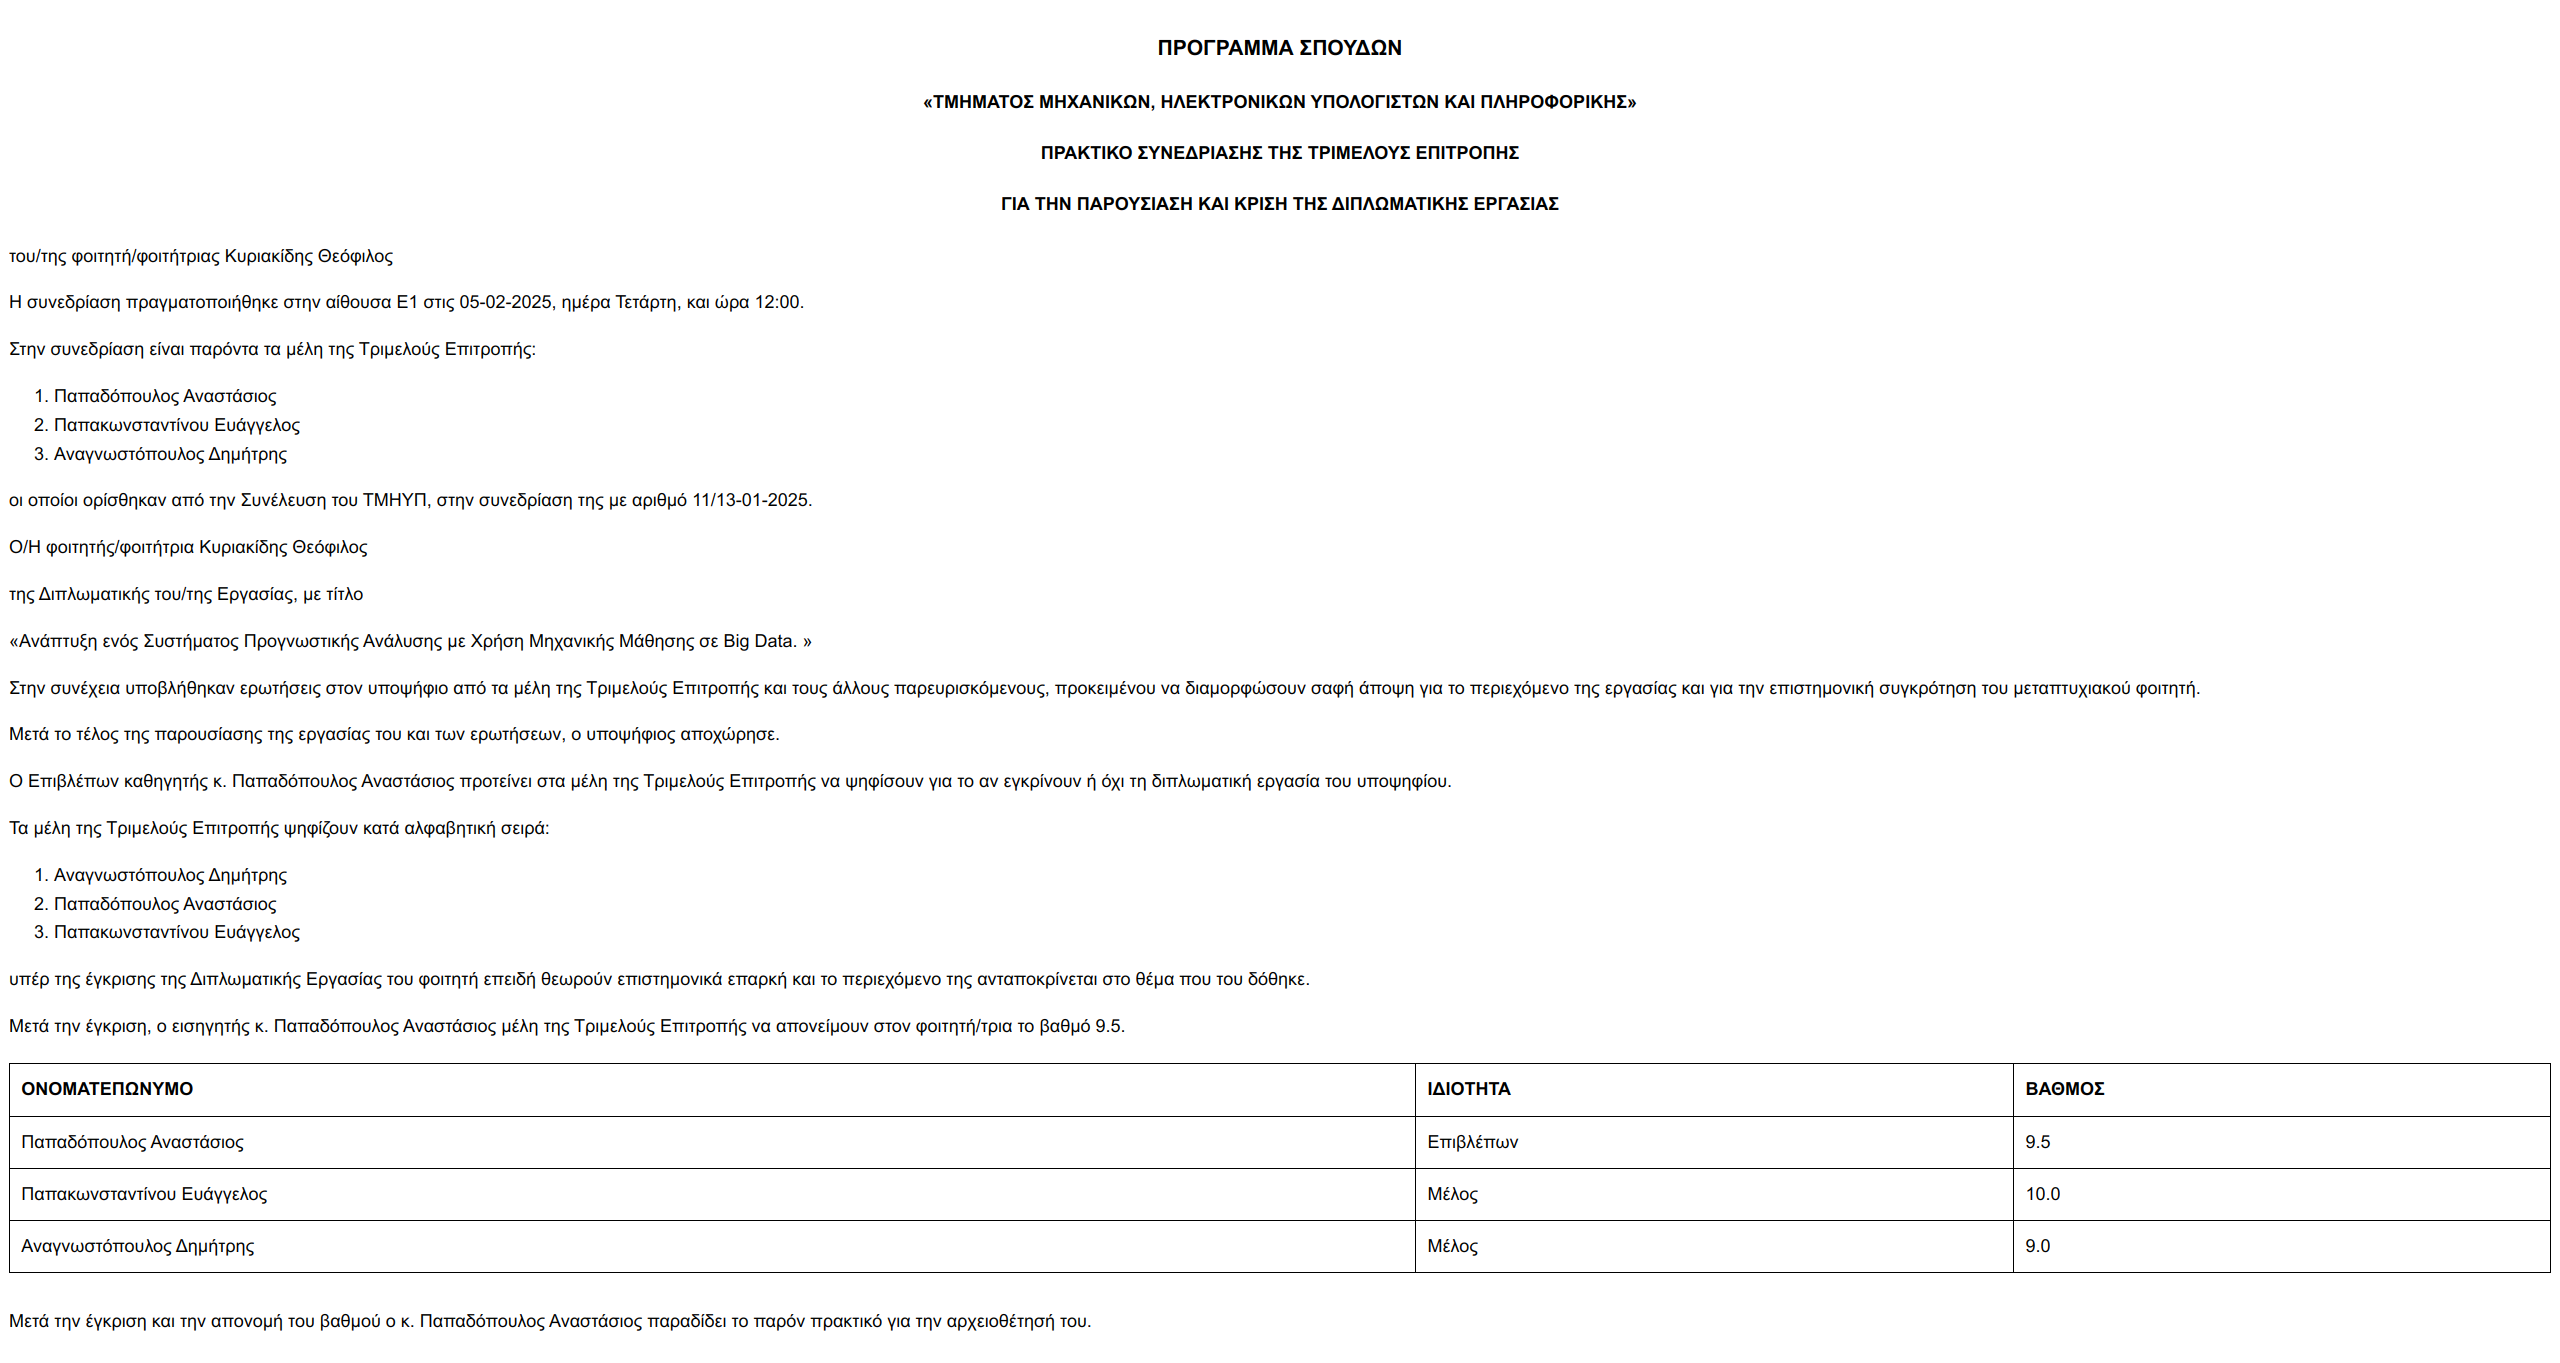 ΠΡΟΓΡΑΜΜΑ ΣΠΟΥΔΩΝ
«ΤΜΗΜΑΤΟΣ ΜΗΧΑΝΙΚΩΝ, ΗΛΕΚΤΡΟΝΙΚΩΝ ΥΠΟΛΟΓΙΣΤΩΝ ΚΑΙ ΠΛΗΡΟΦΟΡΙΚΗΣ»
ΠΡΑΚΤΙΚΟ ΣΥΝΕΔΡΙΑΣΗΣ ΤΗΣ ΤΡΙΜΕΛΟΥΣ ΕΠΙΤΡΟΠΗΣ
ΓΙΑ ΤΗΝ ΠΑΡΟΥΣΙΑΣΗ ΚΑΙ ΚΡΙΣΗ ΤΗΣ ΔΙΠΛΩΜΑΤΙΚΗΣ ΕΡΓΑΣΙΑΣ
του/της φοιτητή/φοιτήτριας Κυριακίδης Θεόφιλος
Η συνεδρίαση πραγματοποιήθηκε στην αίθουσα Ε1 στις 05-02-2025, ημέρα Τετάρτη, και ώρα 12:00.
Στην συνεδρίαση είναι παρόντα τα μέλη της Τριμελούς Επιτροπής:
1. Παπαδόπουλος Αναστάσιος
2. Παπακωνσταντίνου Ευάγγελος
3. Αναγνωστόπουλος Δημήτρης
οι οποίοι ορίσθηκαν από την Συνέλευση του ΤΜΗΥΠ, στην συνεδρίαση της με αριθμό 11/13-01-2025.
Ο/Η φοιτητής/φοιτήτρια Κυριακίδης Θεόφιλος
της Διπλωματικής του/της Εργασίας, με τίτλο
«Ανάπτυξη ενός Συστήματος Προγνωστικής Ανάλυσης με Χρήση Μηχανικής Μάθησης σε Big Data. »
Στην συνέχεια υποβλήθηκαν ερωτήσεις στον υποψήφιο από τα μέλη της Τριμελούς Επιτροπής και τους άλλους παρευρισκόμενους, προκειμένου να διαμορφώσουν σαφή άποψη για το περιεχόμενο της εργασίας και για την επιστημονική συγκρότηση του μεταπτυχιακού φοιτητή.
Μετά το τέλος της παρουσίασης της εργασίας του και των ερωτήσεων, ο υποψήφιος αποχώρησε.
Ο Επιβλέπων καθηγητής κ. Παπαδόπουλος Αναστάσιος προτείνει στα μέλη της Τριμελούς Επιτροπής να ψηφίσουν για το αν εγκρίνουν ή όχι τη διπλωματική εργασία του υποψηφίου.
Τα μέλη της Τριμελούς Επιτροπής ψηφίζουν κατά αλφαβητική σειρά:
1. Αναγνωστόπουλος Δημήτρης
2. Παπαδόπουλος Αναστάσιος
3. Παπακωνσταντίνου Ευάγγελος
υπέρ της έγκρισης της Διπλωματικής Εργασίας του φοιτητή επειδή θεωρούν επιστημονικά επαρκή και το περιεχόμενο της ανταποκρίνεται στο θέμα που του δόθηκε.
Μετά την έγκριση, ο εισηγητής κ. Παπαδόπουλος Αναστάσιος μέλη της Τριμελούς Επιτροπής να απονείμουν στον φοιτητή/τρια το βαθμό 9.5.
ΟΝΟΜΑΤΕΠΩΝΥΜΟ ΙΔΙΟΤΗΤΑ ΒΑΘΜΟΣ
Παπαδόπουλος Αναστάσιος Επιβλέπων 9.5
Παπακωνσταντίνου Ευάγγελος Μέλος 10.0
Αναγνωστόπουλος Δημήτρης Μέλος 9.0
Μετά την έγκριση και την απονομή του βαθμού ο κ. Παπαδόπουλος Αναστάσιος παραδίδει το παρόν πρακτικό για την αρχειοθέτησή του.